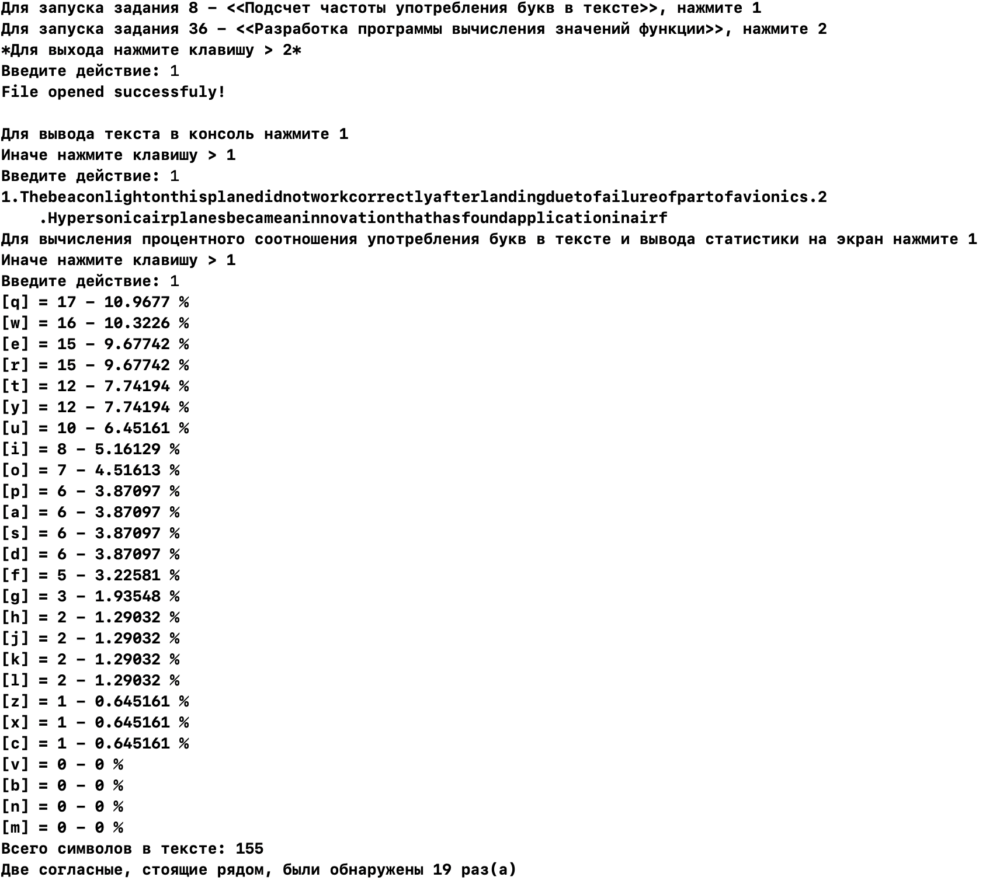 Для запуска задания 8 – <<Подсчет частоты употребления букв в тексте>>, нажмите 1
Для запуска задания 36 – <<Разработка программы вычисления значений функции>>, нажмите 2
*Для выхода нажмите клавишу > 2*
Введите действие: 1
File opened successfuly!
Для вывода текста в консоль нажмите 1
Иначе нажмите клавишу > 1
Введите действие: 1
1.Thebeaconlightonthisplanedidnotworkcorrectlyafterlandingduetofailureofpartofavionics.2
.Hypersonicairplanesbecameaninnovationthathasfoundapplicationinairf
Для вычисления процентного соотношения употребления букв в тексте и вывода статистики на экран нажмите 1
Иначе нажмите клавишу > 1
Введите действие: 1
[q] = 17 – 10.9677 %
[w] = 16 – 10.3226 %
[e] = 15 – 9.67742 %
[r] = 15 – 9.67742 %
[t] = 12 – 7.74194 %
[y] = 12 – 7.74194 %
[u] = 10 – 6.45161 %
[i] = 8 – 5.16129 %
[o] = 7 – 4.51613 %
[p] = 6 – 3.87097 %
[a] = 6 – 3.87097 %
[s] = 6 – 3.87097 %
[d] = 6 – 3.87097 %
[f] = 5 – 3.22581 %
[g] = 3 – 1.93548 %
[h] = 2 – 1.29032 %
[j] = 2 – 1.29032 %
[k] = 2 – 1.29032 %
[l] = 2 – 1.29032 %
[z] = 1 – 0.645161 %
[x] = 1 – 0.645161 %
[c] = 1 – 0.645161 %
[v] = 0 – 0 %
[b] = 0 – 0 %
[n] = 0 – 0 %
[m] = 0 – 0 %
Всего символов в тексте: 155
Две согласные, стоящие рядом, были обнаружены 19 раз(а)